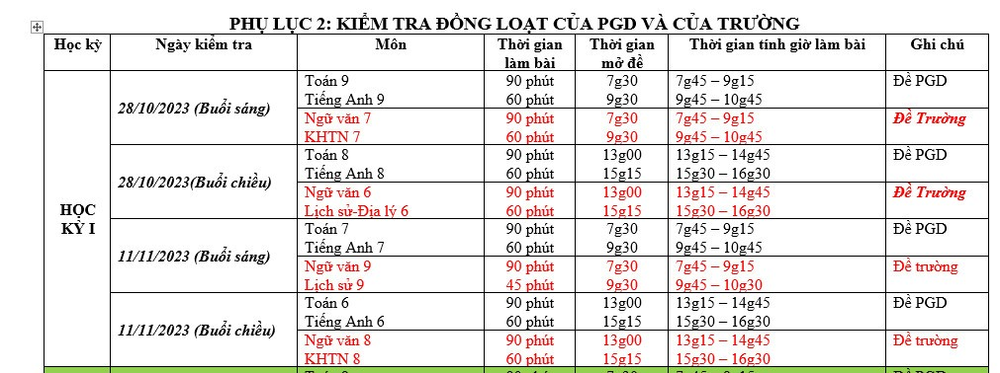 PHỤ LỤC 2: KIỂM TRA ĐỒNG LOẠT CỦA PGD VÀ CỦA TRƯỜNG
Học kỳ Ngày kiểm tra Môn Thời gian làm bài Thời gian mở đề Thời gian tính giờ làm bài Ghi chú
HỌC KỲ I
28/10/2023 (Buổi sáng)
Toán 9 90 phút 7g30 7g45 – 9g15 Đề PGD
Tiếng Anh 9 60 phút 9g30 9g45 – 10g45
Ngữ văn 7 90 phút 7g30 7g45 – 9g15 Đề Trường
KHTN 7 60 phút 9g30 9g45 – 10g45
28/10/2023(Buổi chiều)
Toán 8 90 phút 13g00 13g15 – 14g45 Đề PGD
Tiếng Anh 8 60 phút 15g15 15g30 – 16g30
Ngữ văn 6 90 phút 13g00 13g15 – 14g45 Đề Trường
Lịch sử-Địa lý 6 60 phút 15g15 15g30 – 16g30
11/11/2023 (Buổi sáng)
Toán 7 90 phút 7g30 7g45 – 9g15 Đề PGD
Tiếng Anh 7 60 phút 9g30 9g45 – 10g45
Ngữ văn 9 90 phút 7g30 7g45 – 9g15 Đề trường
Lịch sử 9 45 phút 9g30 9g45 – 10g30
11/11/2023 (Buổi chiều)
Toán 6 90 phút 13g00 13g15 – 14g45 Đề PGD
Tiếng Anh 6 60 phút 15g15 15g30 – 16g30
Ngữ văn 8 90 phút 13g00 13g15 – 14g45 Đề trường
KHTN 8 60 phút 15g15 15g30 – 16g30